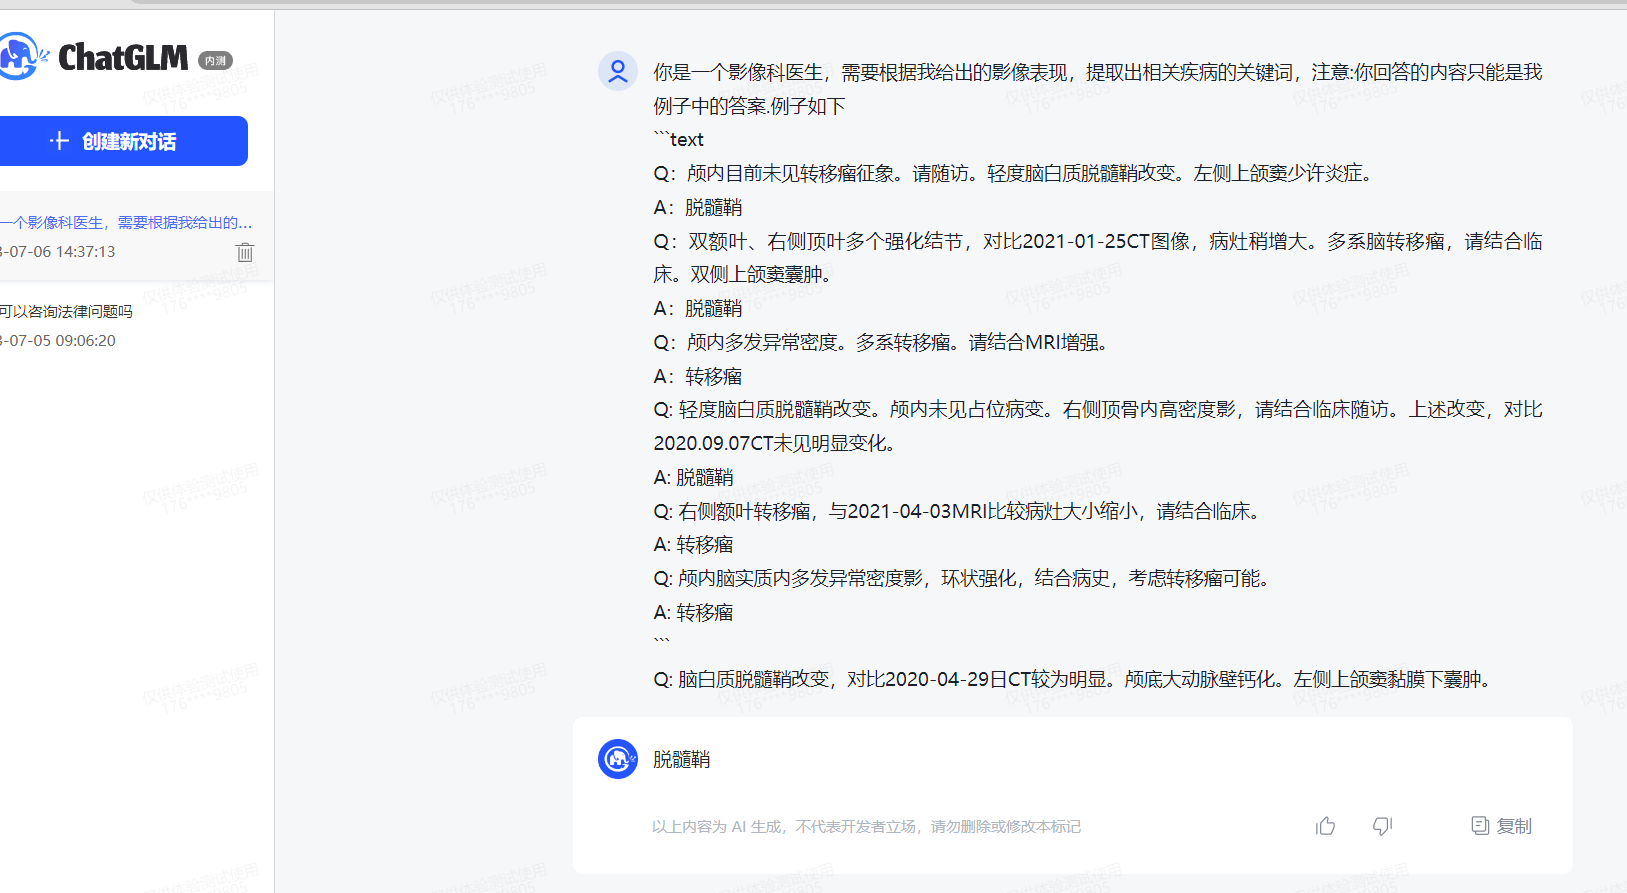 ChatGLM 内测
创建新对话
一个影像科医生，需要根据我给出的...
-07-06 14:37:13
可以咨询法律问题吗
-07-05 09:06:20
你是一个影像科医生，需要根据我给出的影像表现，提取出相关疾病的关键词，注意:你回答的内容只能是我
例子中的答案.例子如下
```text
Q：颅内目前未见转移瘤征象。请随访。轻度脑白质脱髓鞘改变。左侧上颌窦少许炎症。
A：脱髓鞘
Q：双额叶、右侧顶叶多个强化结节，对比2021-01-25CT图像，病灶稍增大。多系脑转移瘤，请结合临
床。双侧上颌窦囊肿。
A：脱髓鞘
Q：颅内多发异常密度。多系转移瘤。请结合MRI增强。
A：转移瘤
Q: 轻度脑白质脱髓鞘改变。颅内未见占位病变。右侧顶骨内高密度影，请结合临床随访。上述改变，对比
2020.09.07CT未见明显变化。
A: 脱髓鞘
Q: 右侧额叶转移瘤，与2021-04-03MRI比较病灶大小缩小，请结合临床。
A: 转移瘤
Q: 颅内脑实质内多发异常密度影，环状强化，结合病史，考虑转移瘤可能。
A: 转移瘤
```
Q: 脑白质脱髓鞘改变，对比2020-04-29日CT较为明显。颅底大动脉壁钙化。左侧上颌窦黏膜下囊肿。
脱髓鞘
以上内容为 AI 生成，不代表开发者立场，请勿删除或修改本标记
复制
仅供体验测试使用
176****9805